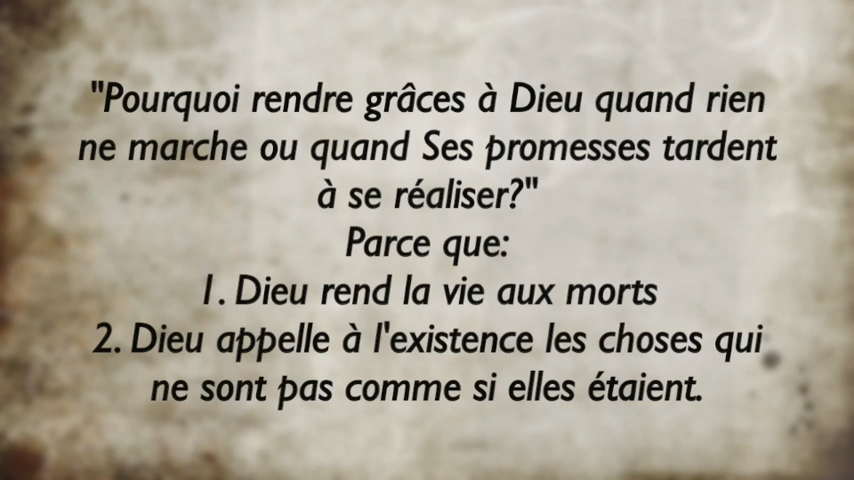 "Pourquoi rendre grâces à Dieu quand rien
ne marche ou quand Ses promesses tardent
à se réaliser?"
Parce que:
1. Dieu rend la vie aux morts
2. Dieu appelle à l'existence les choses qui
ne sont pas comme si elles étaient.